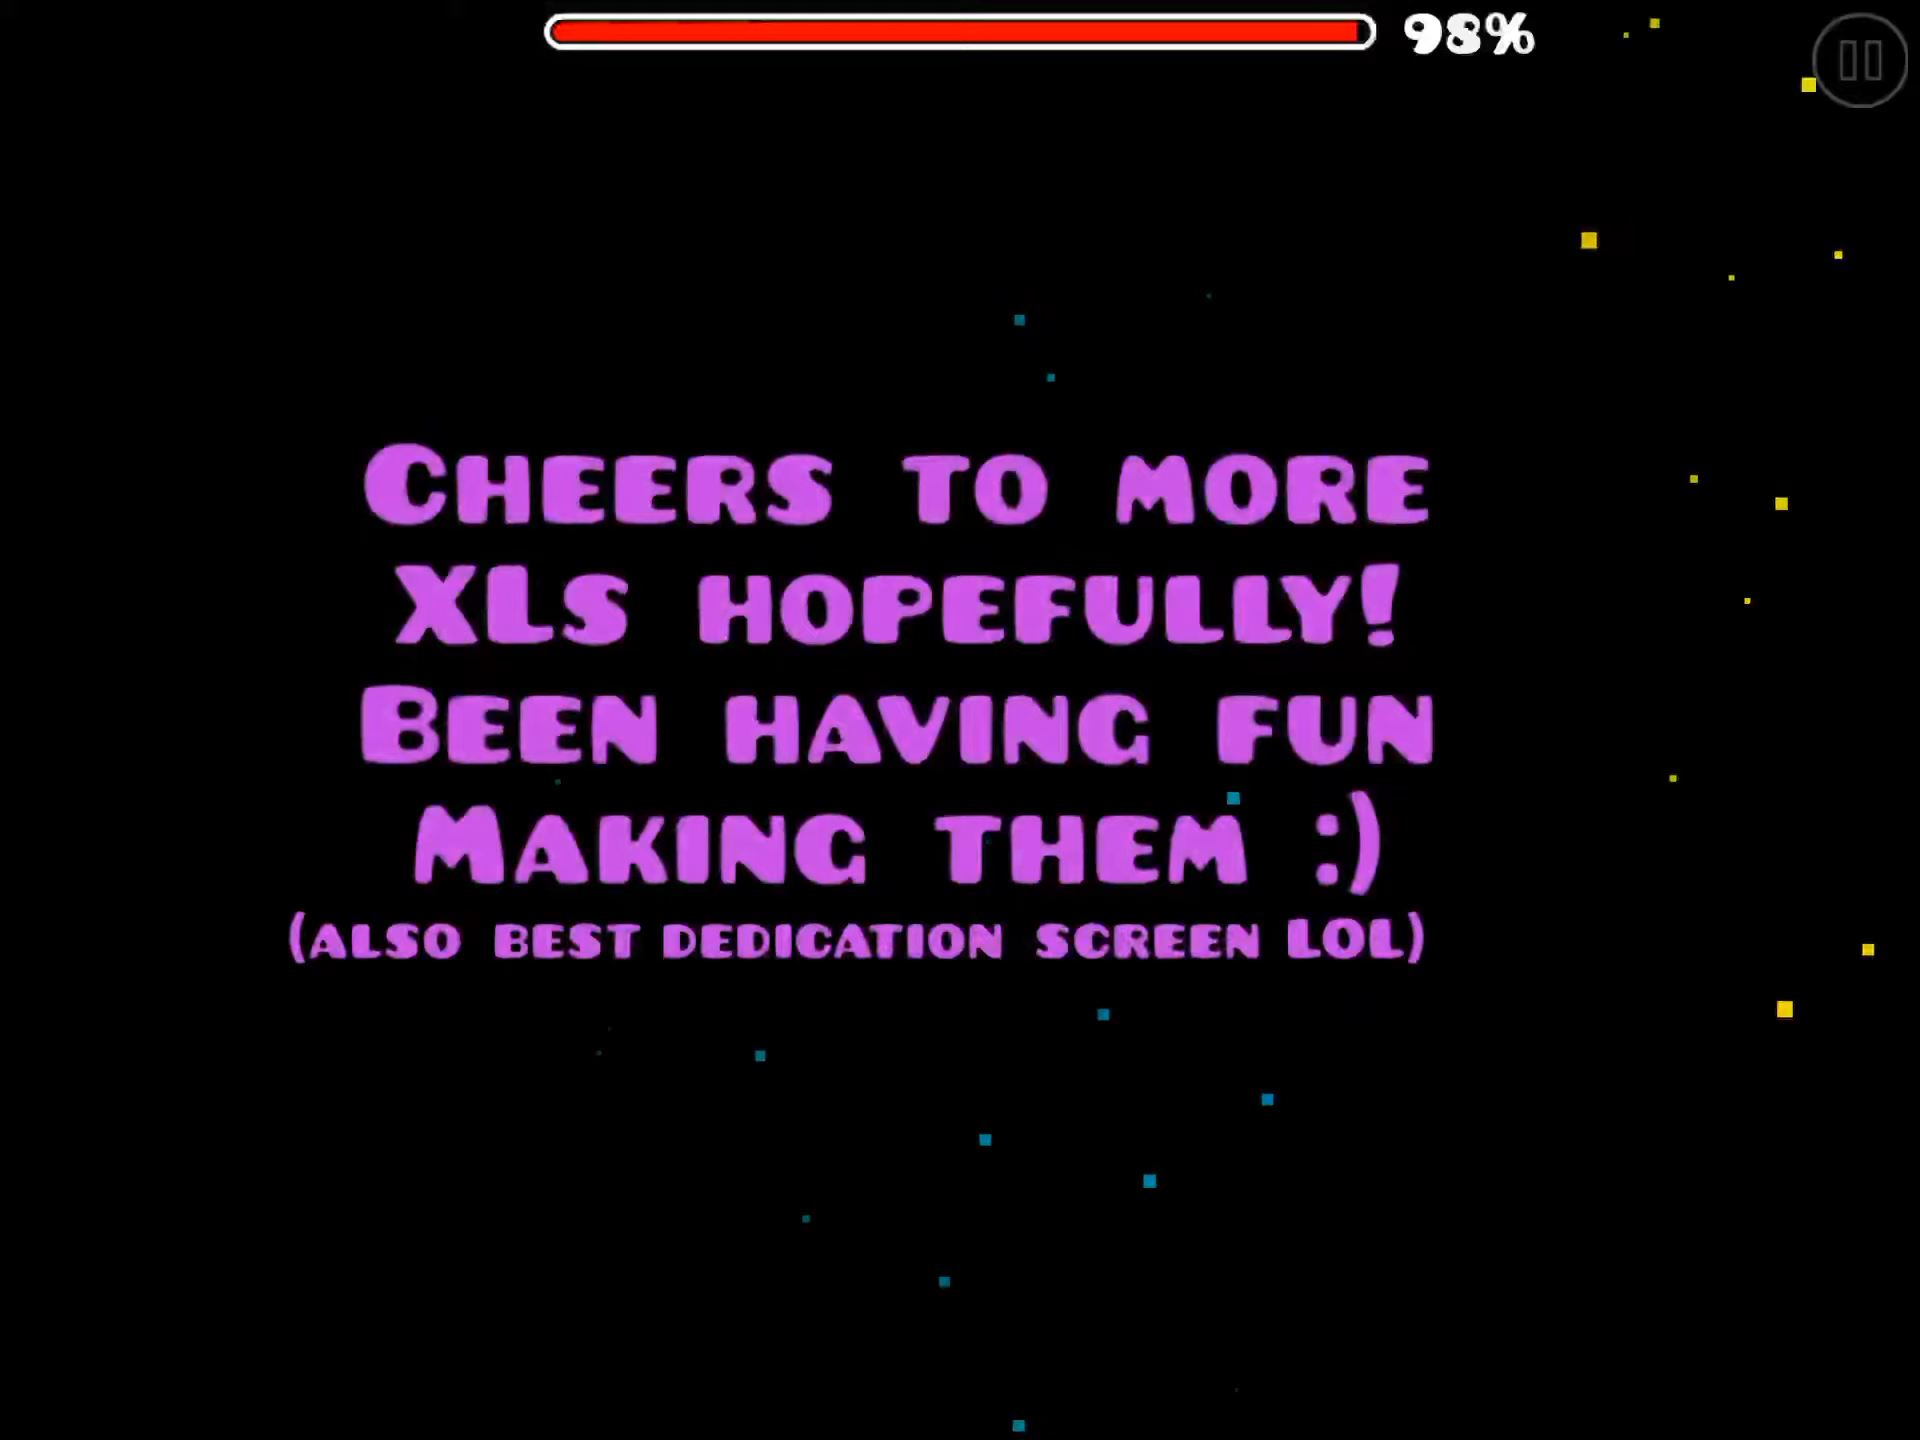 98%
Cheers to more
XLs hopefully!
Been having fun
Making them :)
(also best dedication screen LOL)